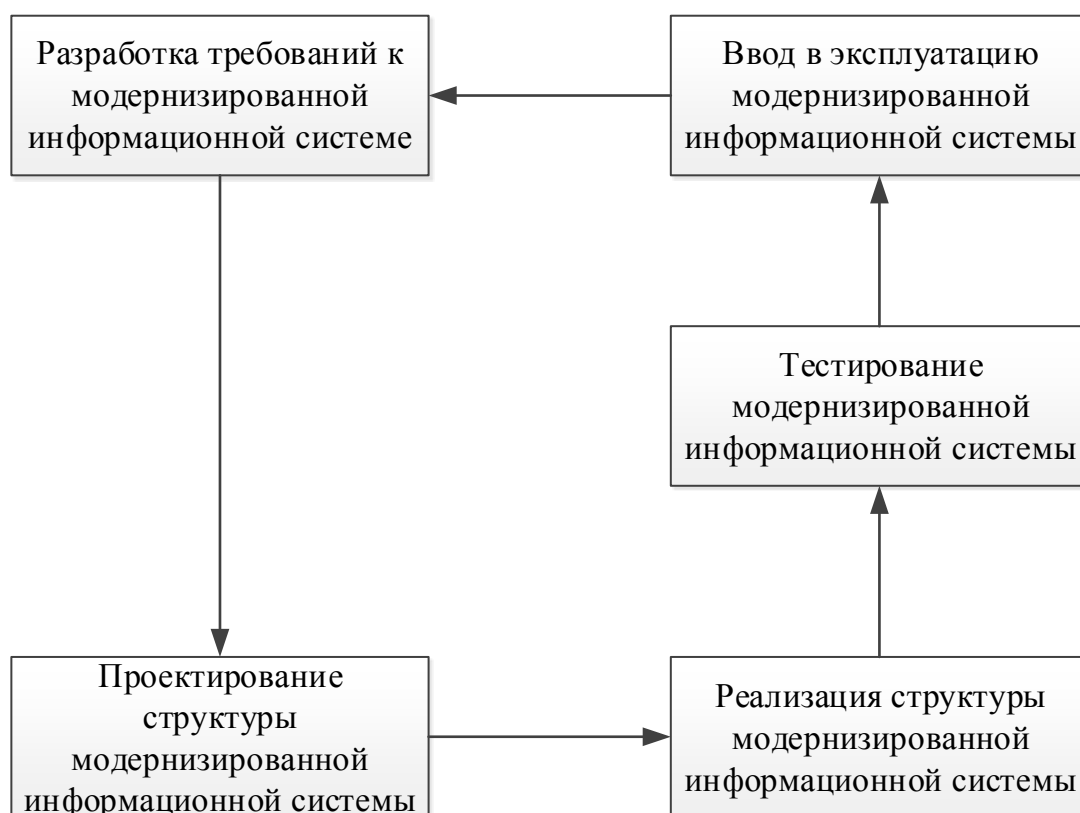 Разработка требований к
модернизированной
информационной системе
Ввод в эксплуатацию
модернизированной
информационной системы
Тестирование
модернизированной
информационной системы
Проектирование
структуры
модернизированной
информационной системы
Реализация структуры
модернизированной
информационной системы